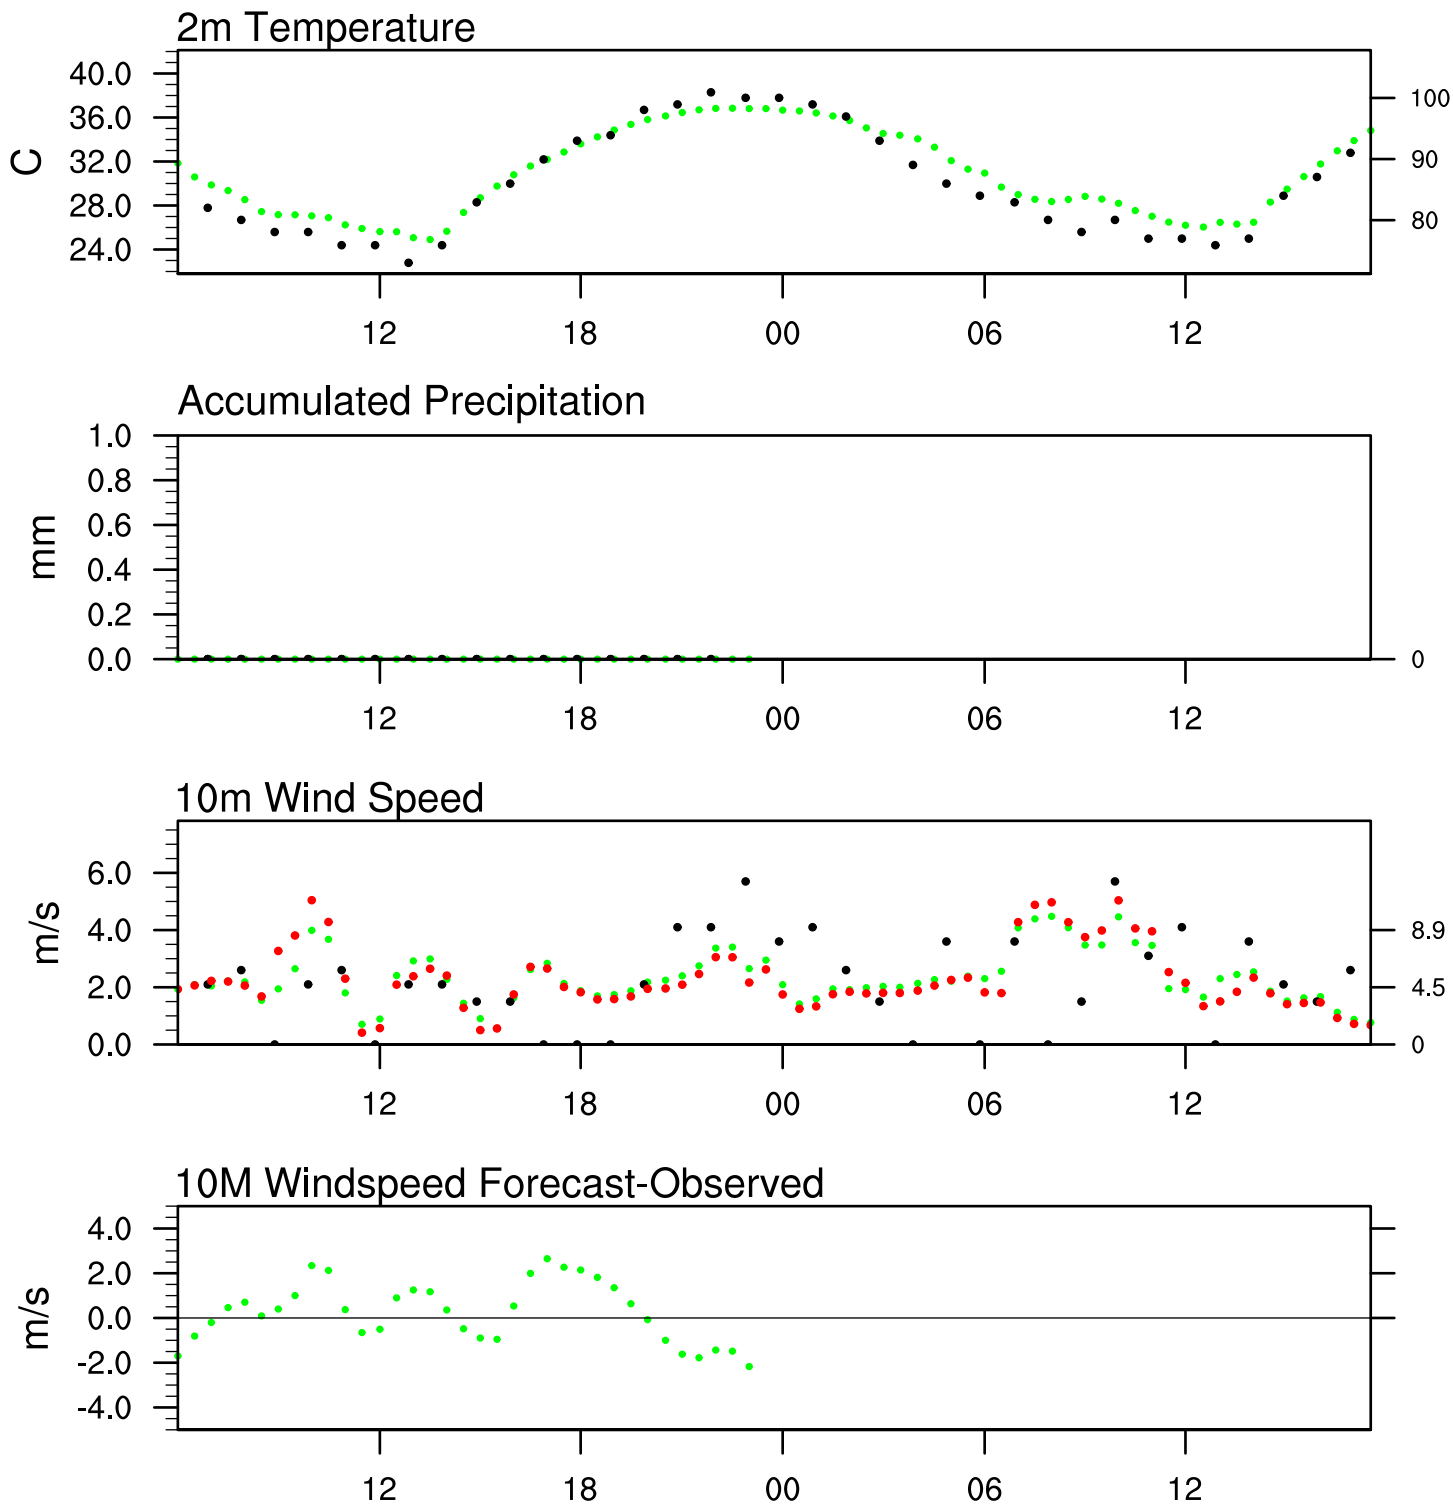 2m Temperature
40.0
36.0
32.0
28.0
24.0
C
100
90
80
12 18 00 06 12
Accumulated Precipitation
1.0
0.8
0.6
0.4
0.2
0.0
mm
0
12 18 00 06 12
10m Wind Speed
6.0
4.0
2.0
0.0
m/s
8.9
4.5
0
12 18 00 06 12
10M Windspeed Forecast-Observed
4.0
2.0
0.0
-2.0
-4.0
m/s
12 18 00 06 12